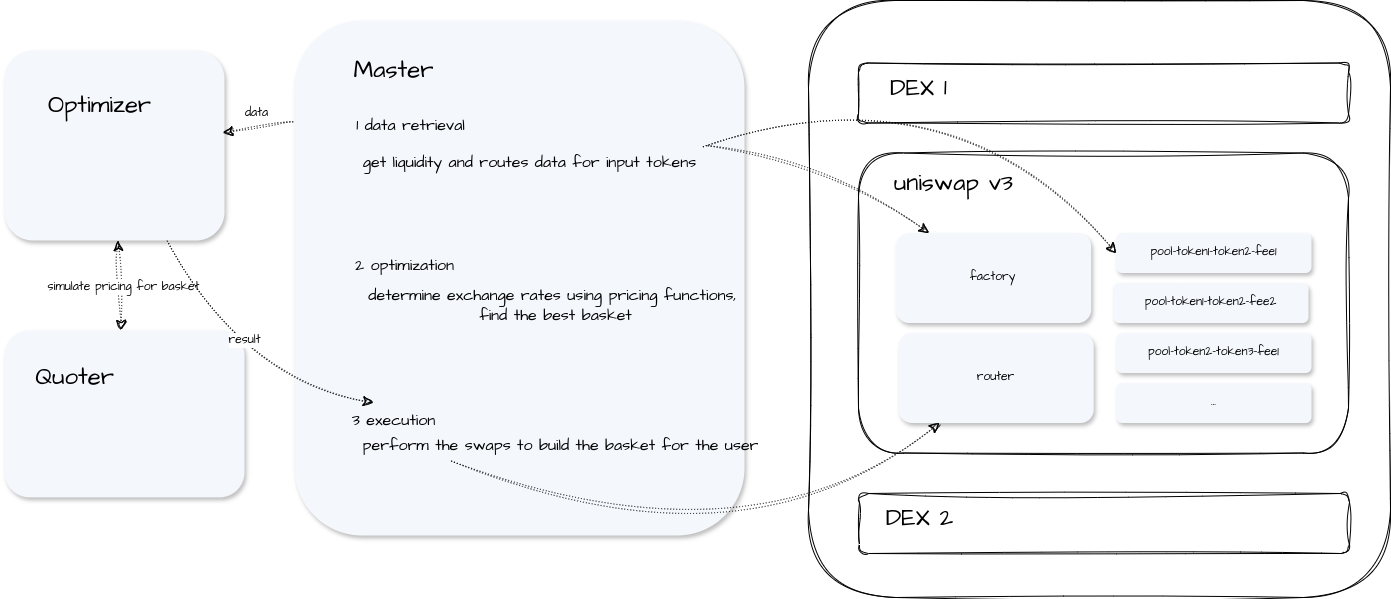 Optimizer
data
simulate pricing for basket
result
Quoter
Master
1 data retrieval
get liquidity and routes data for input tokens
2 optimization
determine exchange rates using pricing functions,
find the best basket
3 execution
perform the swaps to build the basket for the user
DEX 1
uniswap v3
factory
router
pool-token1-token2-fee1
pool-token1-token2-fee2
pool-token2-token3-fee1
...
DEX 2